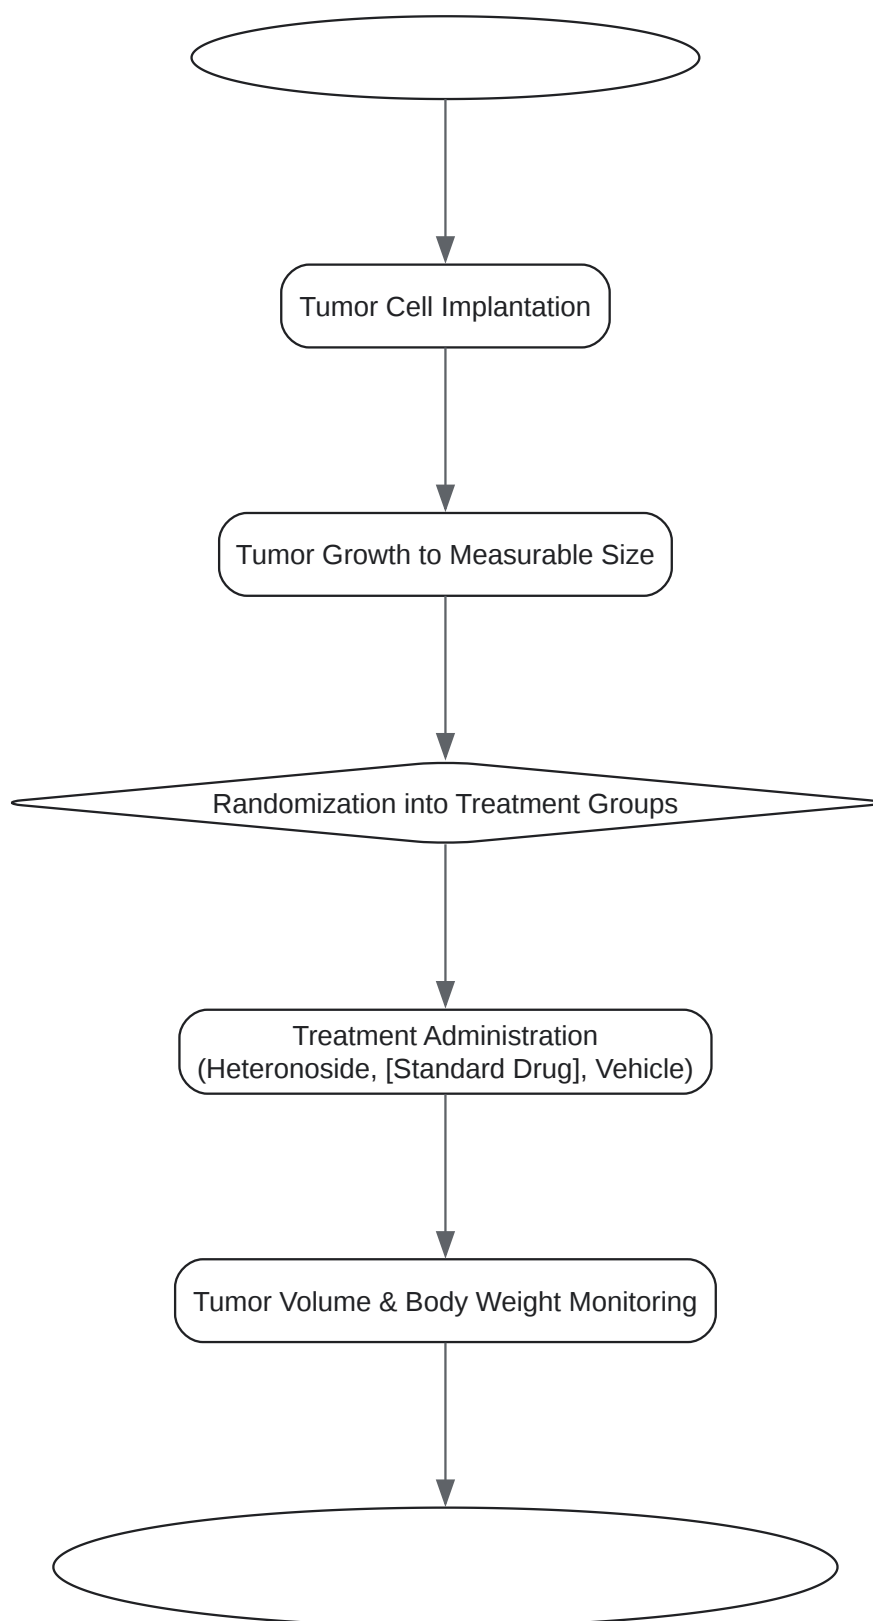 Tumor Cell Implantation
Tumor Growth to Measurable Size
Randomization into Treatment Groups
Treatment Administration
(Heteronoside, [Standard Drug], Vehicle)
Tumor Volume & Body Weight Monitoring